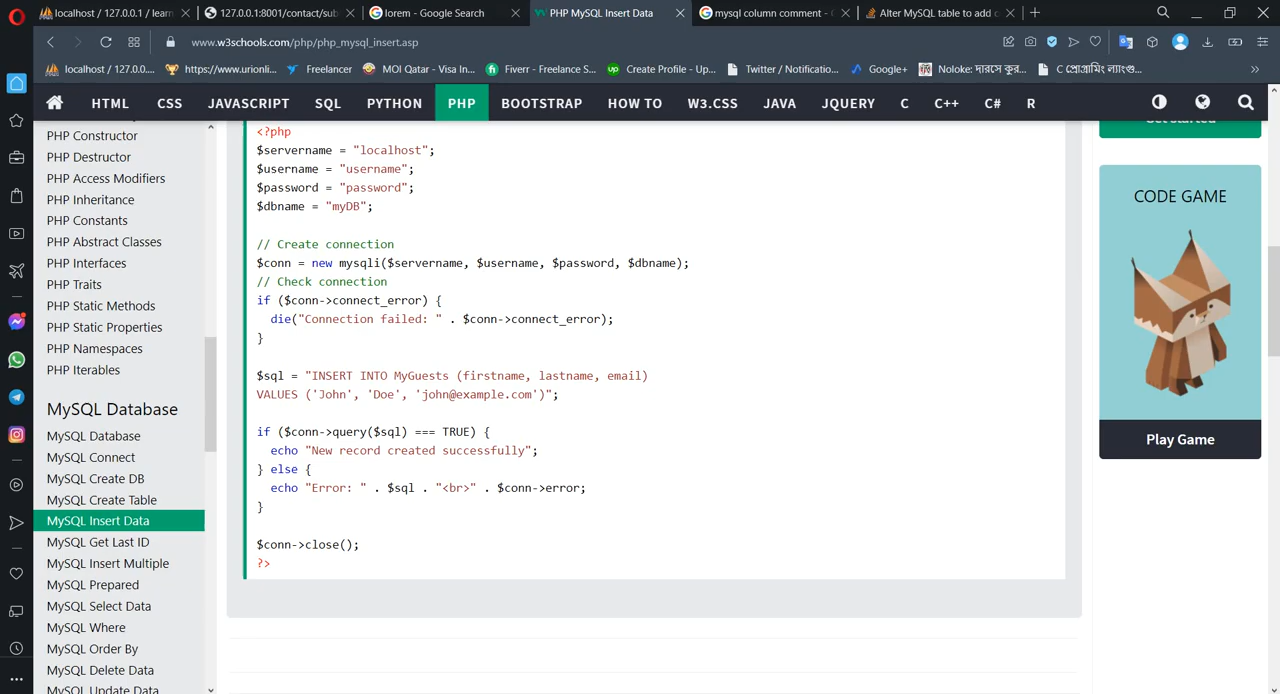 localhost / 127.0.0.1 / learn
127.0.0.1:8001/contact/sub
lorem - Google Search
PHP MySQL Insert Data
mysql column comment -
Alter MySQL table to add c
www.w3schools.com/php/php_mysql_insert.asp
localhost / 127.0.0....
https://www.urionli...
Freelancer
MOI Qatar - Visa In...
Fiverr - Freelance S...
Create Profile - Up...
Twitter / Notificatio...
Google+
Noloke: দারসে কুর...
C প্রোগ্রামিং ল্যাংগু...
HTML
CSS
JAVASCRIPT
SQL
PYTHON
PHP
BOOTSTRAP
HOW TO
W3.CSS
JAVA
JQUERY
C
C++
C#
R
PHP Constructor
PHP Destructor
PHP Access Modifiers
PHP Inheritance
PHP Constants
PHP Abstract Classes
PHP Interfaces
PHP Traits
PHP Static Methods
PHP Static Properties
PHP Namespaces
PHP Iterables
MySQL Database
MySQL Database
MySQL Connect
MySQL Create DB
MySQL Create Table
MySQL Insert Data
MySQL Get Last ID
MySQL Insert Multiple
MySQL Prepared
MySQL Select Data
MySQL Where
MySQL Order By
MySQL Delete Data
MySQL Update Data
<?php
$servername = "localhost";
$username = "username";
$password = "password";
$dbname = "myDB";
// Create connection
$conn = new mysqli($servername, $username, $password, $dbname);
// Check connection
if ($conn->connect_error) {
die("Connection failed: " . $conn->connect_error);
}
$sql = "INSERT INTO MyGuests (firstname, lastname, email)
VALUES ('John', 'Doe', 'john@example.com')";
if ($conn->query($sql) === TRUE) {
echo "New record created successfully";
} else {
echo "Error: " . $sql . "<br>" . $conn->error;
}
$conn->close();
?>
Get started
CODE GAME
Play Game